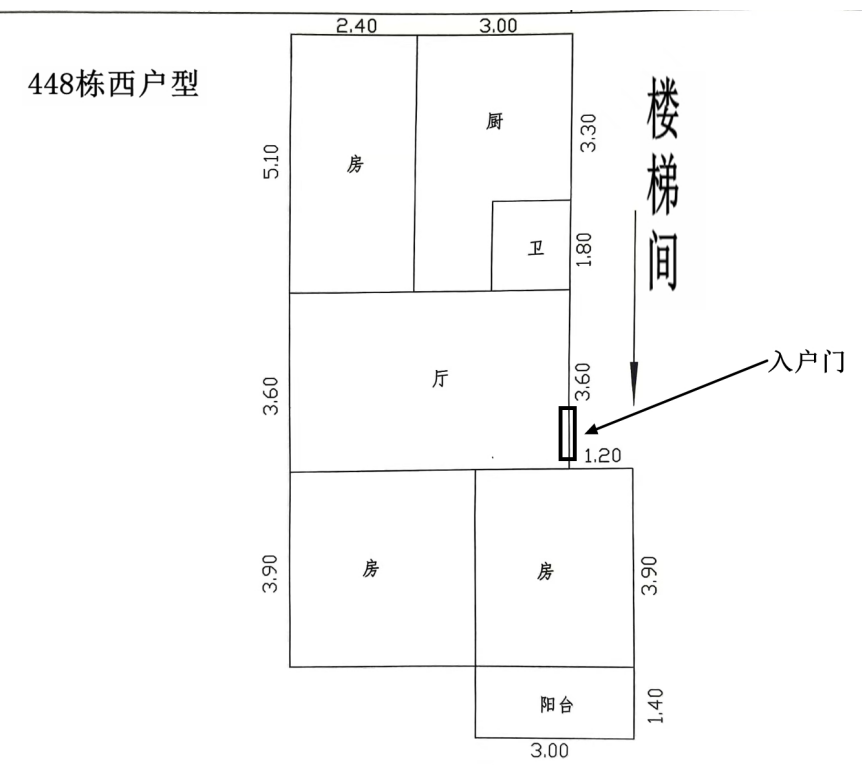 2.40
3.00
448栋西户型
楼梯间
厨
3.30
5.10
房
卫
1.80
入户门
厅
3.60
3.60
1.20
房
房
3.90
3.90
阳台
1.40
3.00